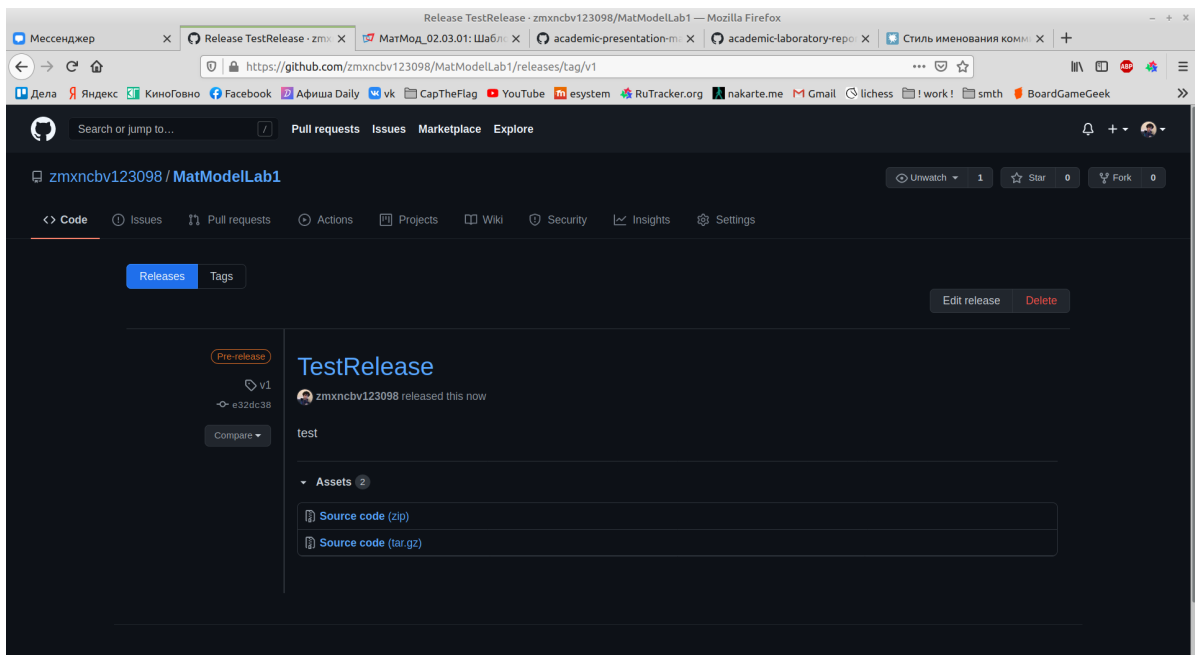 Release TestRelease · zmxncbv123098/MatModelLab1 — Mozilla Firefox
Мессенджер
Release TestRelease · zmx
МатМод_02.03.01: Шабло
academic-presentation-ma
academic-laboratory-repo
Стиль именования комм
https://github.com/zmxncbv123098/MatModelLab1/releases/tag/v1
Дела Яндекс КиноГовно Facebook Афиша Daily vk CapTheFlag YouTube esystem RuTracker.org nakarte.me Gmail lichess ! work ! smth BoardGameGeek
Search or jump to... / Pull requests Issues Marketplace Explore
zmxncbv123098 / MatModelLab1 Unwatch 1 Star 0 Fork 0
Code Issues Pull requests Actions Projects Wiki Security Insights Settings
Releases Tags
Edit release Delete
Pre-release
v1
e32dc38
Compare
TestRelease
zmxncbv123098 released this now
test
Assets 2
Source code (zip)
Source code (tar.gz)